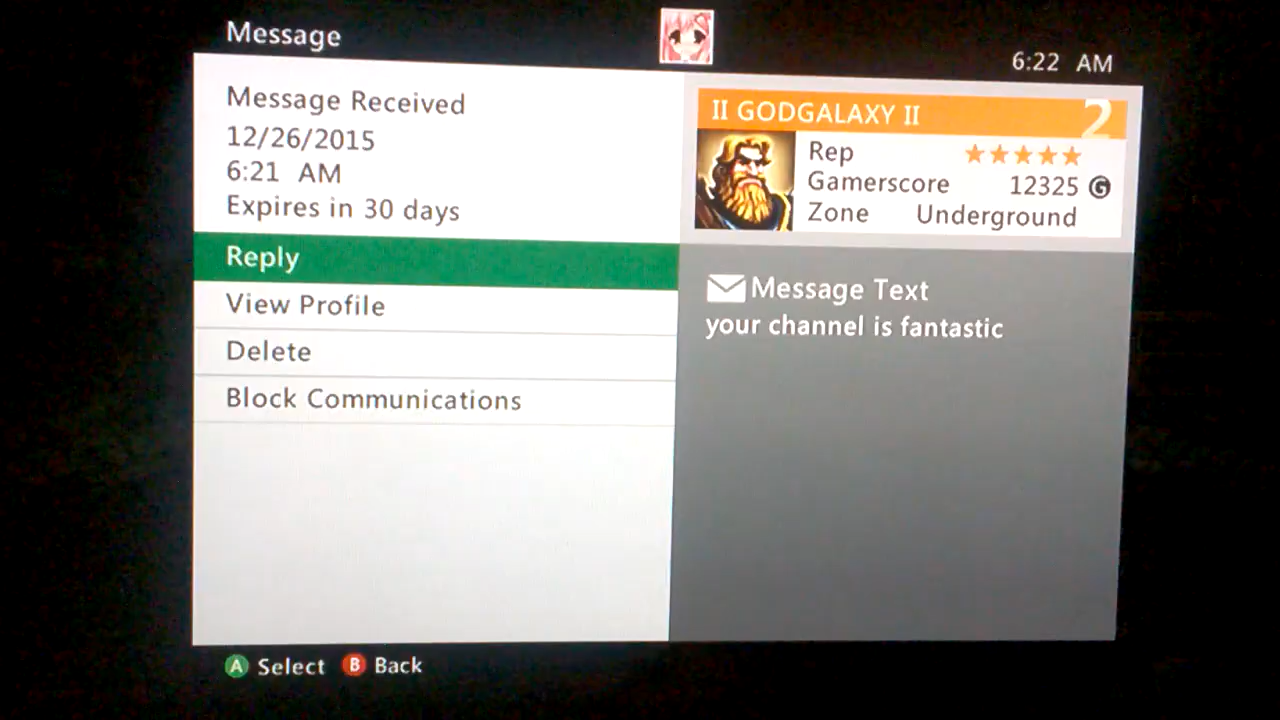 Message
6:22 AM
Message Received
12/26/2015
6:21 AM
Expires in 30 days
Reply
View Profile
Delete
Block Communications
A Select B Back
II GODGALAXY II 2
Rep
Gamerscore 12325 G
Zone Underground
Message Text
your channel is fantastic